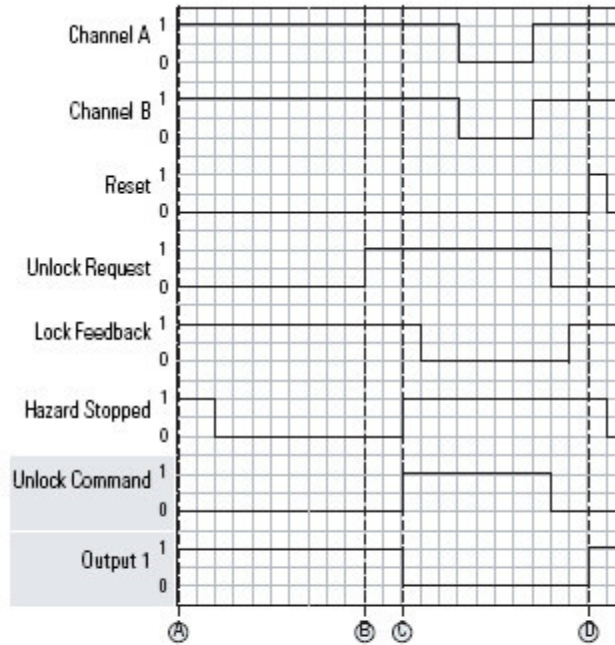 Channel A 1
0
Channel B 1
0
Reset 1
0
Unlock Request 1
0
Lock Feedback 1
0
Hazard Stopped 1
0
Unlock Command 1
0
Output 1 1
0
A B C D